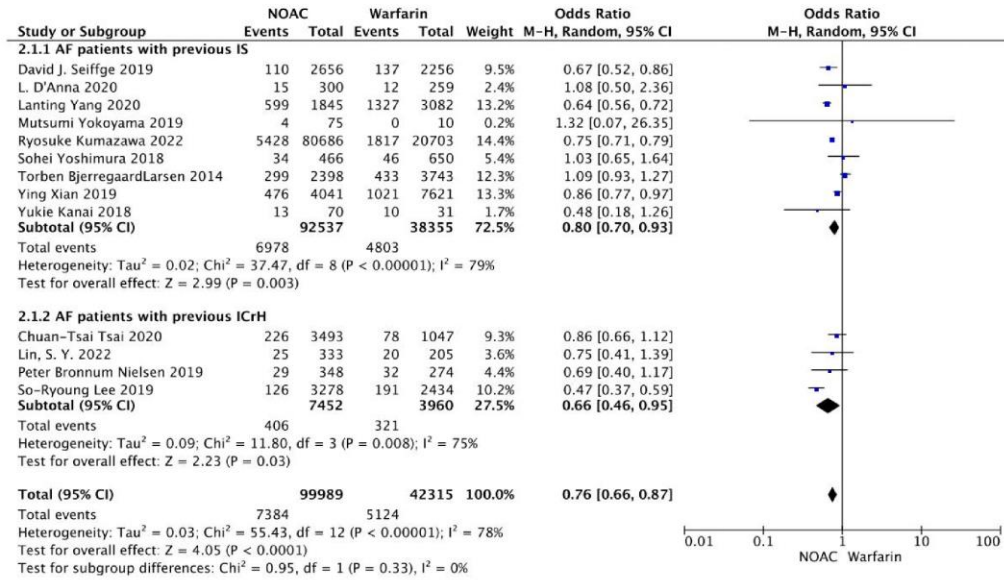 NOAC Warfarin Odds Ratio Odds Ratio
Study or Subgroup Events Total Events Total Weight M-H, Random, 95% CI M-H, Random, 95% CI
2.1.1 AF patients with previous IS
David J. Seiffge 2019 110 2656 137 2256 9.5% 0.67 [0.52, 0.86]
L. D'Anna 2020 15 300 12 259 2.4% 1.08 [0.50, 2.36]
Lanting Yang 2020 599 1845 1327 3082 13.2% 0.64 [0.56, 0.72]
Mutsumi Yokoyama 2019 4 75 0 10 0.2% 1.32 [0.07, 26.35]
Ryosuke Kumazawa 2022 5428 80686 1817 20703 14.4% 0.75 [0.71, 0.79]
Sohei Yoshimura 2018 34 466 46 650 5.4% 1.03 [0.65, 1.64]
Torben BjerregaardLarsen 2014 299 2398 433 3743 12.3% 1.09 [0.93, 1.27]
Ying Xian 2019 476 4041 1021 7621 13.3% 0.86 [0.77, 0.97]
Yukie Kanai 2018 13 70 10 31 1.7% 0.48 [0.18, 1.26]
Subtotal (95% CI) 92537 38355 72.5% 0.80 [0.70, 0.93]
Total events 6978 4803
Heterogeneity: Tau² = 0.02; Chi² = 37.47, df = 8 (P < 0.00001); I² = 79%
Test for overall effect: Z = 2.99 (P = 0.003)
2.1.2 AF patients with previous ICrH
Chuan-Tsai Tsai 2020 226 3493 78 1047 9.3% 0.86 [0.66, 1.12]
Lin, S. Y. 2022 25 333 20 205 3.6% 0.75 [0.41, 1.39]
Peter Bronnum Nielsen 2019 29 348 32 274 4.4% 0.69 [0.40, 1.17]
So-Ryoung Lee 2019 126 3278 191 2434 10.2% 0.47 [0.37, 0.59]
Subtotal (95% CI) 7452 3960 27.5% 0.66 [0.46, 0.95]
Total events 406 321
Heterogeneity: Tau² = 0.09; Chi² = 11.80, df = 3 (P = 0.008); I² = 75%
Test for overall effect: Z = 2.23 (P = 0.03)
Total (95% CI) 99989 42315 100.0% 0.76 [0.66, 0.87]
Total events 7384 5124
Heterogeneity: Tau² = 0.03; Chi² = 55.43, df = 12 (P < 0.00001); I² = 78%
Test for overall effect: Z = 4.05 (P < 0.0001)
Test for subgroup differences: Chi² = 0.95, df = 1 (P = 0.33), I² = 0%
0.01 0.1 1 10 100
NOAC Warfarin